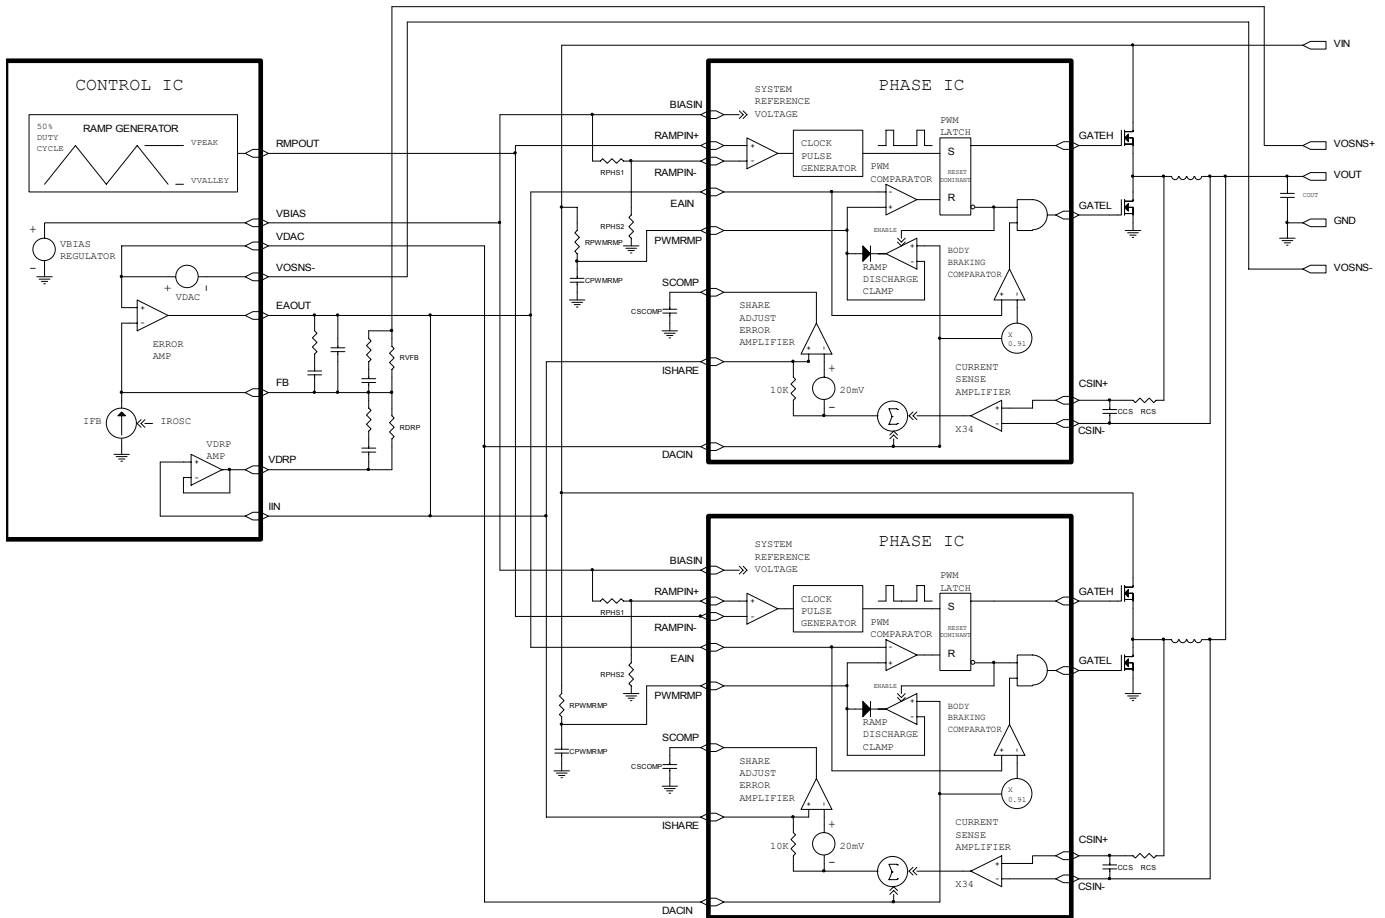 CONTROL IC
50%
DUTY
CYCLE
RAMP GENERATOR
VPEAK
VVALLEY
RMPOUT
VBIAS
VDAC
VOSNS-
EAOUT
FB
VDRP
IIN
+
-
VBIAS
REGULATOR
+
-
VDAC
+
-
ERROR
AMP
IFB
IROSC
VDRP
AMP
+
-
RVFB
RDRP
VIN
VOSNS+
VOUT
COUT
GND
VOSNS-
PHASE IC
BIASIN
SYSTEM
REFERENCE
VOLTAGE
RAMPIN+
RAMPIN-
RPHS1
RPHS2
EAIN
PWMRMP
RPWMRMP
CPWMRMP
SCOMP
CSCOMP
ISHARE
DACIN
+
-
CLOCK
PULSE
GENERATOR
PWM
LATCH
S
RESET
DOMINANT
R
PWM
COMPARATOR
-
+
ENABLE
+
-
RAMP
DISCHARGE
CLAMP
BODY
BRAKING
COMPARATOR
+
-
X
0.91
SHARE
ADJUST
ERROR
AMPLIFIER
+
-
10K
+
20mV
-
Σ
CURRENT
SENSE
AMPLIFIER
+
-
X34
GATEH
GATEL
CSIN+
CCS
RCS
CSIN-
PHASE IC
BIASIN
SYSTEM
REFERENCE
VOLTAGE
RAMPIN+
RAMPIN-
RPHS1
RPHS2
EAIN
PWMRMP
RPWMRMP
CPWMRMP
SCOMP
CSCOMP
ISHARE
DACIN
+
-
CLOCK
PULSE
GENERATOR
PWM
LATCH
S
RESET
DOMINANT
R
PWM
COMPARATOR
-
+
ENABLE
+
-
RAMP
DISCHARGE
CLAMP
BODY
BRAKING
COMPARATOR
+
-
X
0.91
SHARE
ADJUST
ERROR
AMPLIFIER
+
-
10K
+
20mV
-
Σ
CURRENT
SENSE
AMPLIFIER
+
-
X34
GATEH
GATEL
CSIN+
CCS
RCS
CSIN-